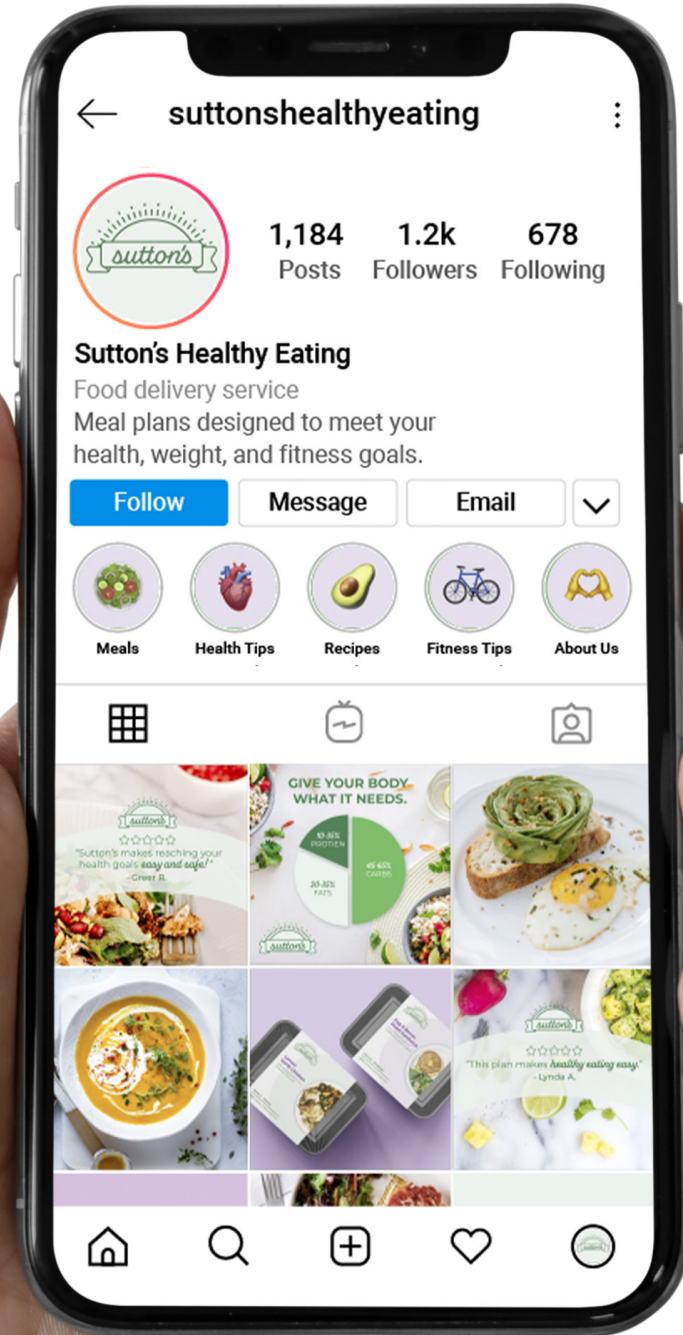 suttonshealthyeating
sutton's
1,184 1.2k 678
Posts Followers Following
Sutton's Healthy Eating
Food delivery service
Meal plans designed to meet your
health, weight, and fitness goals.
Follow Message Email
Meals Health Tips Recipes Fitness Tips About Us
sutton's
"Sutton's makes reaching your
health goals easy and safe!"
-Greer R.
GIVE YOUR BODY
WHAT IT NEEDS.
10-35%
PROTIEN
45-65%
CARBS
20-35%
FATS
sutton's
sutton's
"This plan makes healthy eating easy."
- Lynda A.